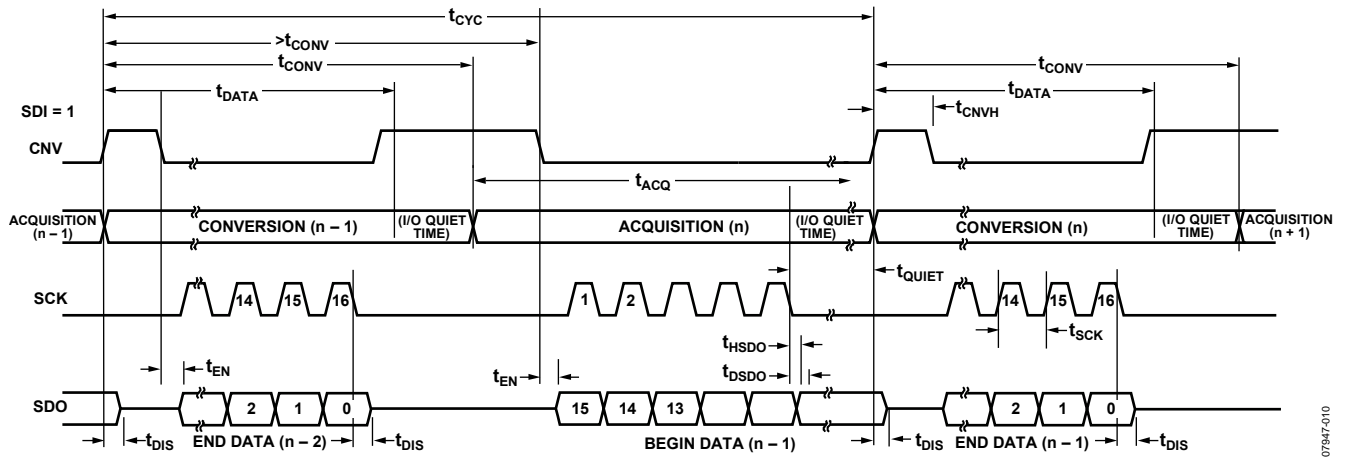 tCYC
>tCONV
tCONV
tCONV
tDATA
tDATA
SDI = 1
tCNVH
CNV
tACQ
ACQUISITION
(n – 1)
CONVERSION (n – 1)
(I/O QUIET
TIME)
ACQUISITION (n)
(I/O QUIET
TIME)
CONVERSION (n)
(I/O QUIET
TIME)
ACQUISITION
(n + 1)
tQUIET
SCK
14
15
16
1
2
14
15
16
tSCK
tHSDO
tEN
tEN
tDSDO
SDO
2
1
0
15
14
13
2
1
0
tDIS
END DATA (n – 2)
tDIS
BEGIN DATA (n – 1)
tDIS
END DATA (n – 1)
tDIS
07947-010